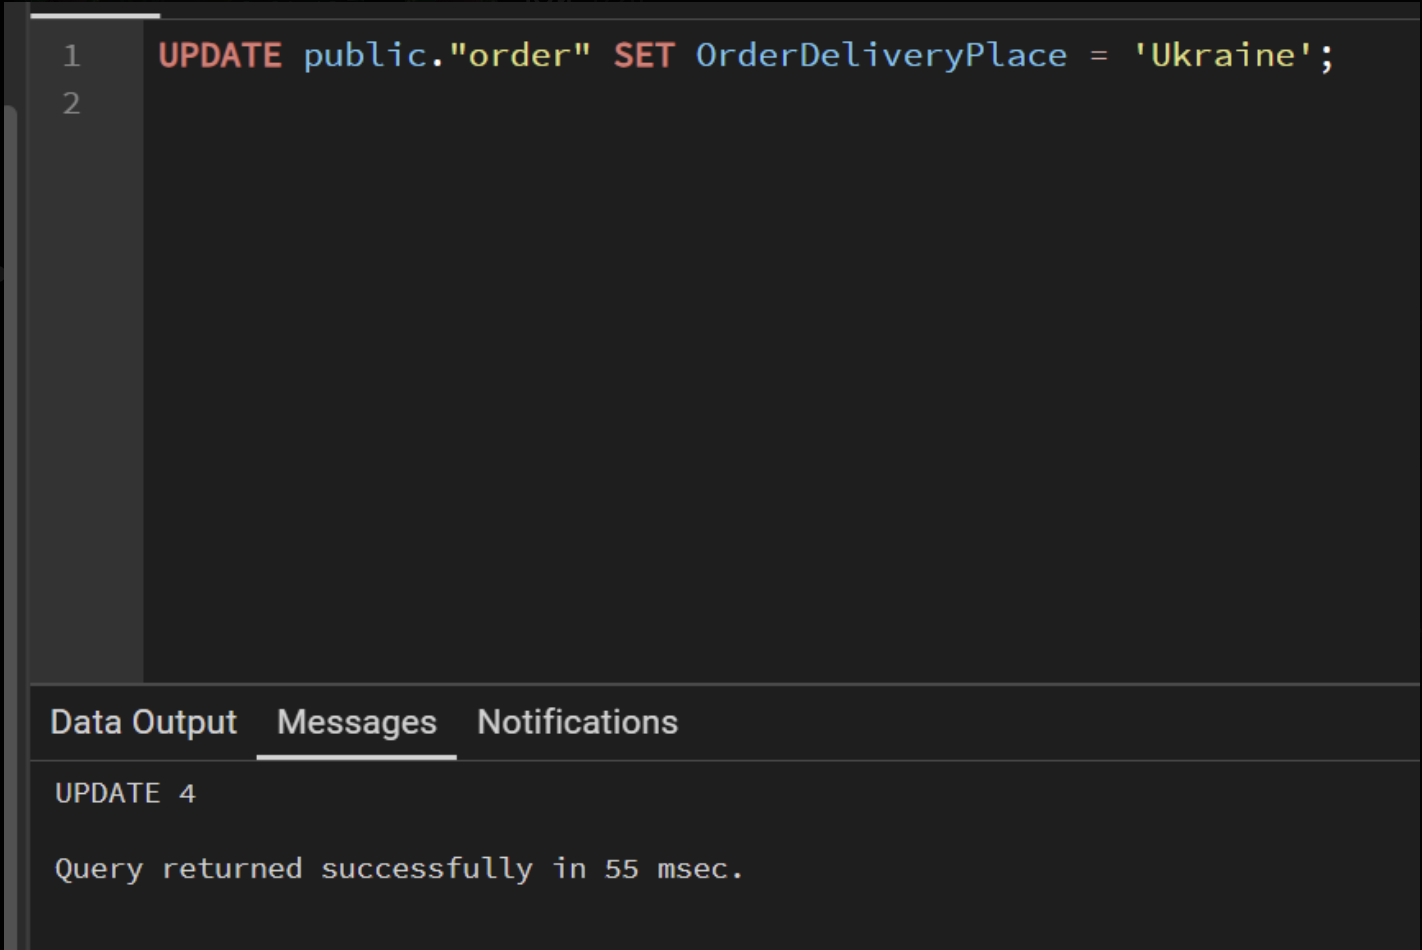 1 UPDATE public."order" SET OrderDeliveryPlace = 'Ukraine';
2
Data Output Messages Notifications
UPDATE 4
Query returned successfully in 55 msec.